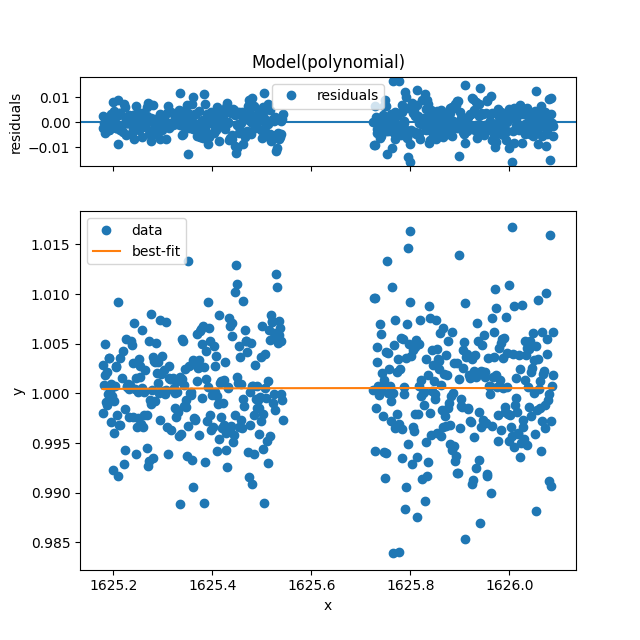 Model(polynomial)
residuals
0.01
0.00
−0.01
residuals
data
best-fit
y
1.015
1.010
1.005
1.000
0.995
0.990
0.985
1625.2 1625.4 1625.6 1625.8 1626.0
x